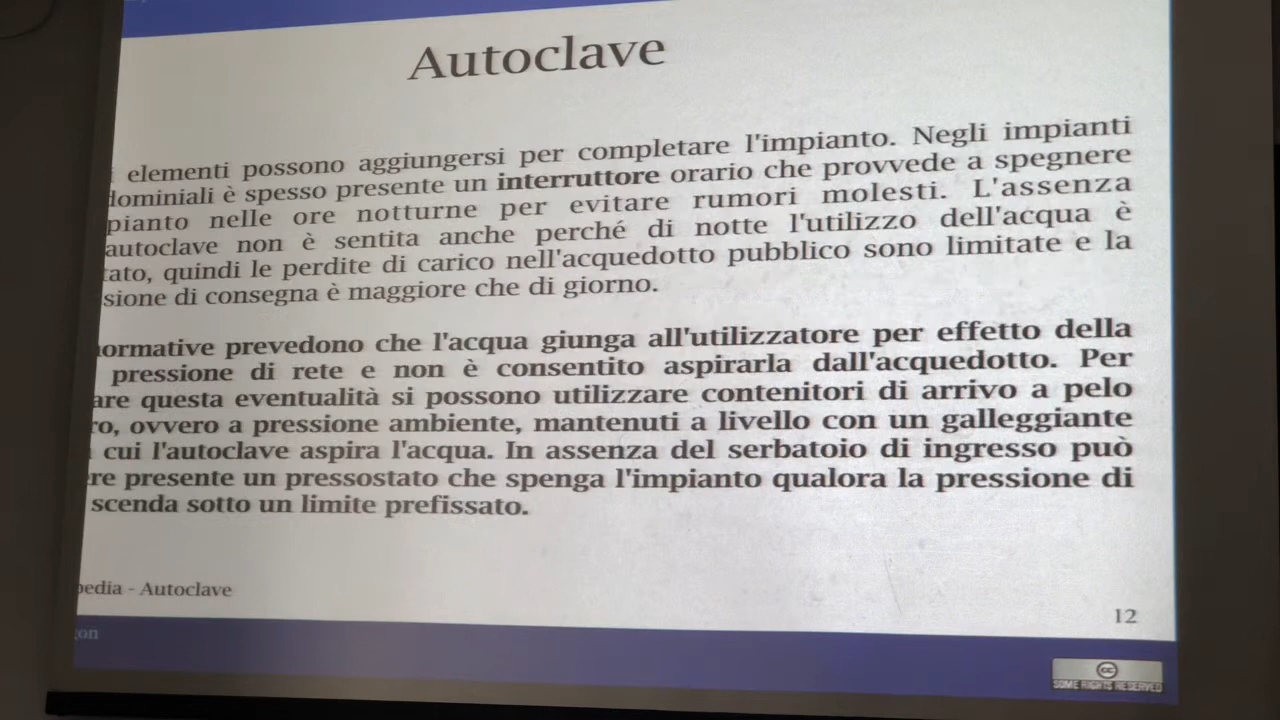 Autoclave
elementi possono aggiungersi per completare l'impianto. Negli impianti
dominiali è spesso presente un interruttore orario che provvede a spegnere
pianto nelle ore notturne per evitare rumori molesti. L'assenza
autoclave non è sentita anche perché di notte l'utilizzo dell'acqua è
tato, quindi le perdite di carico nell'acquedotto pubblico sono limitate e la
sione di consegna è maggiore che di giorno.
normative prevedono che l'acqua giunga all'utilizzatore per effetto della
pressione di rete e non è consentito aspirarla dall'acquedotto. Per
are questa eventualità si possono utilizzare contenitori di arrivo a pelo
ro, ovvero a pressione ambiente, mantenuti a livello con un galleggiante
cui l'autoclave aspira l'acqua. In assenza del serbatoio di ingresso può
re presente un pressostato che spenga l'impianto qualora la pressione di
scenda sotto un limite prefissato.
pedia - Autoclave
12
on
cc
SOME RIGHTS RESERVED